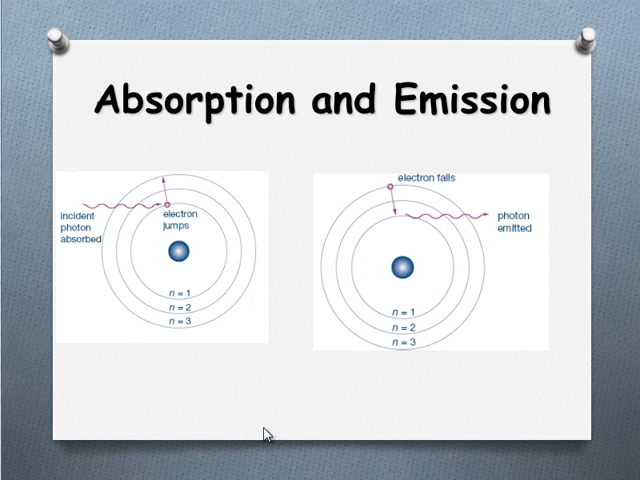 Absorption and Emission
incident
photon
absorbed
electron
jumps
n = 1
n = 2
n = 3
electron falls
photon
emitted
n = 1
n = 2
n = 3